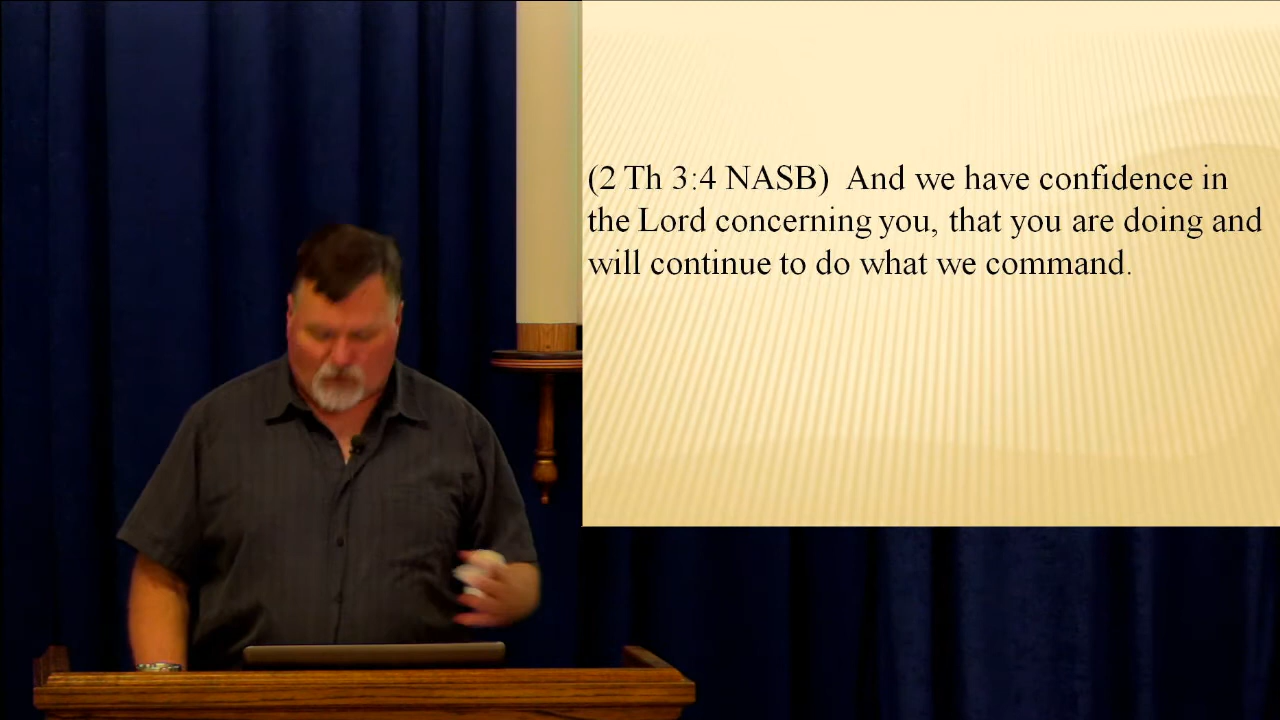 (2 Th 3:4 NASB)  And we have confidence in
the Lord concerning you, that you are doing and
will continue to do what we command.